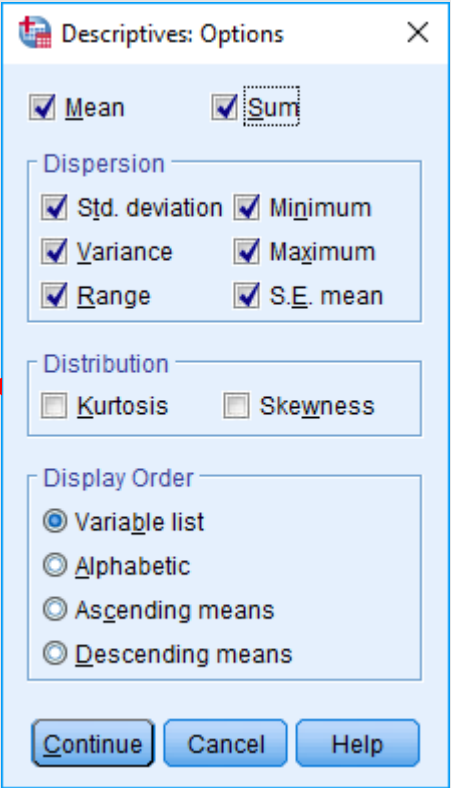 Descriptives: Options
Mean Sum
Dispersion
Std. deviation Minimum
Variance Maximum
Range S.E. mean
Distribution
Kurtosis Skewness
Display Order
Variable list
Alphabetic
Ascending means
Descending means
Continue Cancel Help